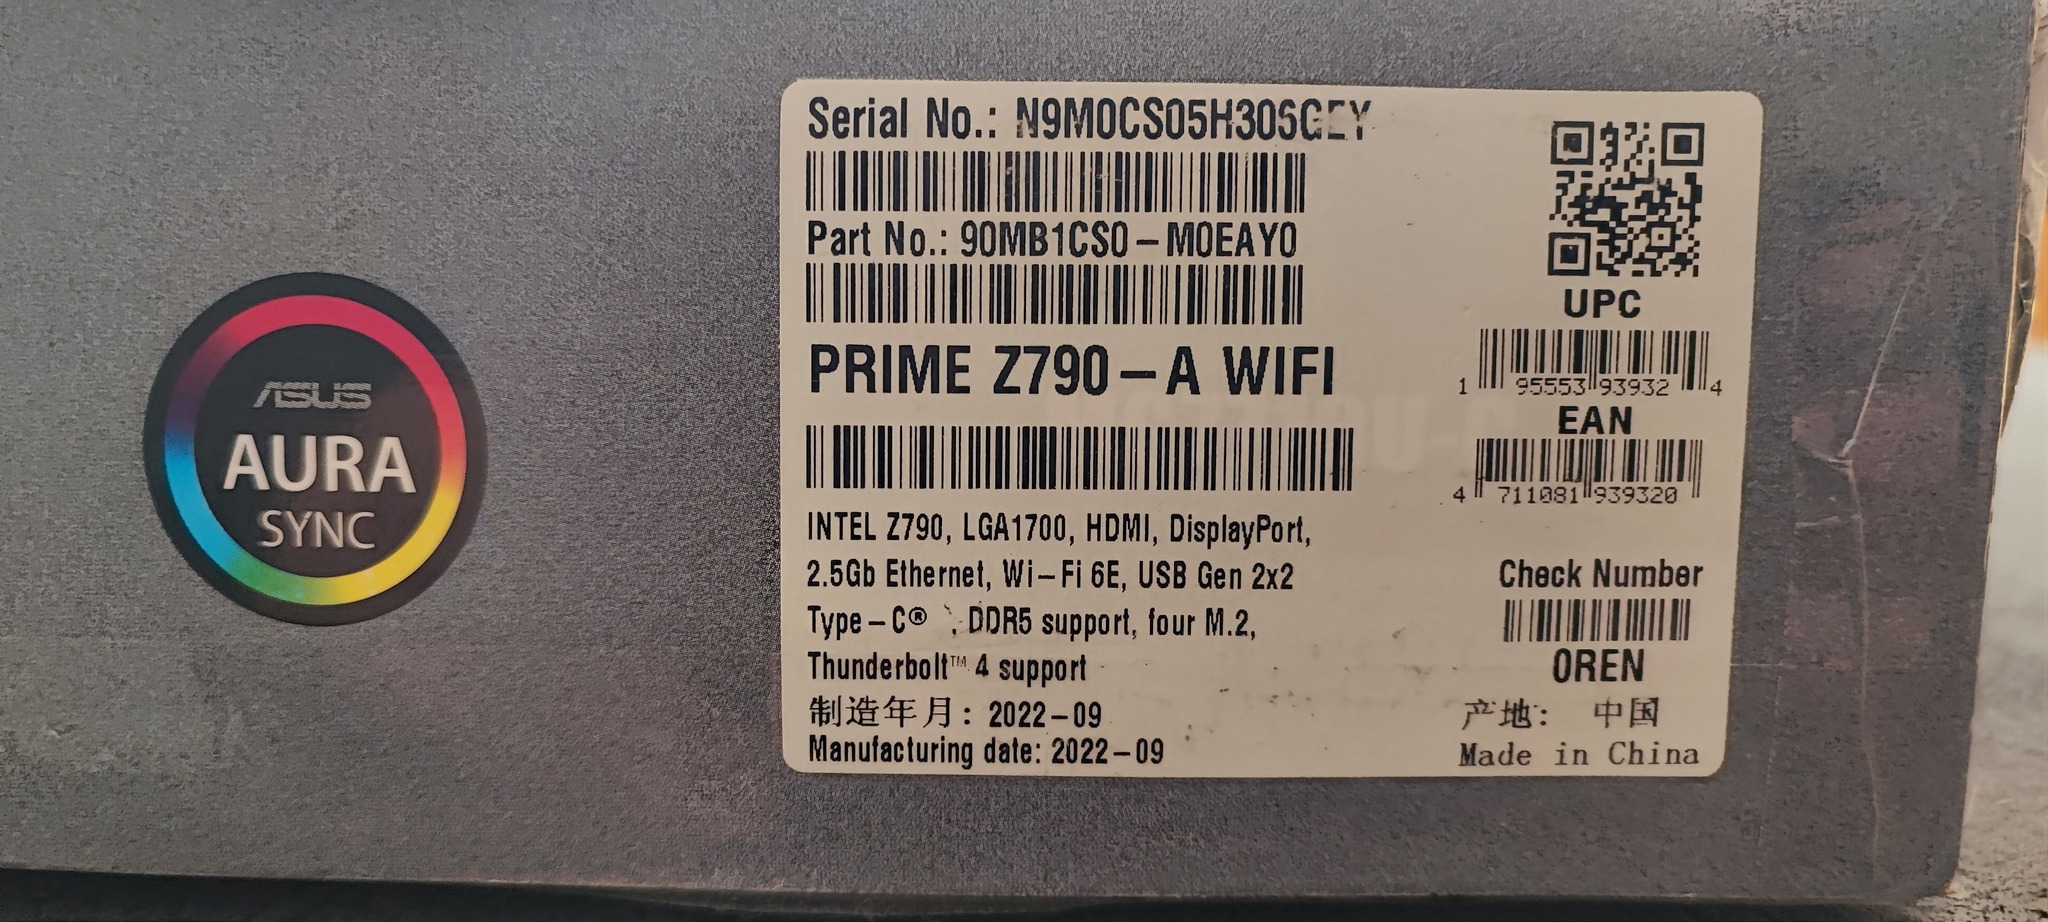 ASUS
AURA
SYNC
Serial No.: N9M0CS05H306GEY
Part No.: 90MB1CS0-M0EAY0
PRIME Z790-A WIFI
INTEL Z790, LGA1700, HDMI, DisplayPort,
2.5Gb Ethernet, Wi-Fi 6E, USB Gen 2x2
Type-C® , DDR5 support, four M.2,
Thunderbolt™ 4 support
制造年月: 2022-09
Manufacturing date: 2022-09
UPC
1 95553 93932 4
EAN
4 711081 939320
Check Number
0REN
产地: 中国
Made in China